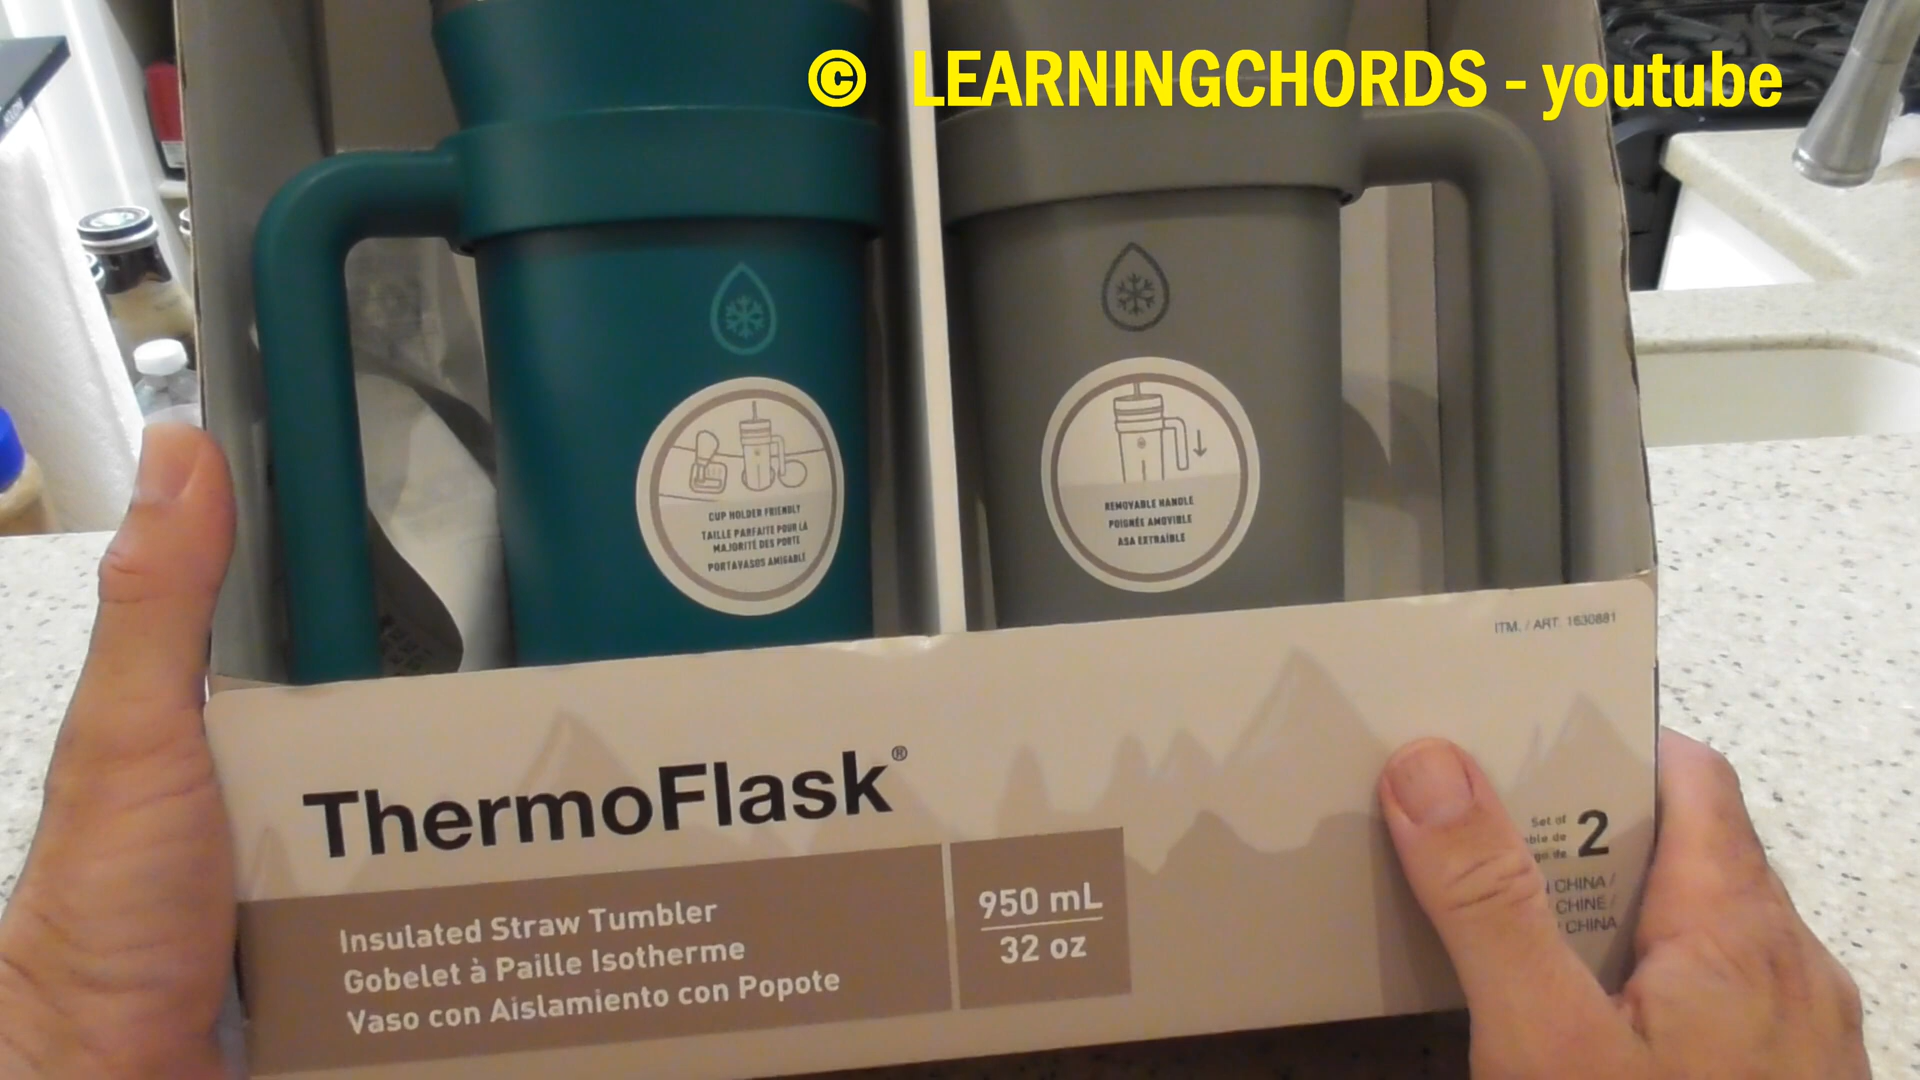 © LEARNINGCHORDS - youtube
CUP HOLDER FRIENDLY
TAILLE PARFAITE POUR LA
MAJORITÉ DES PORTE
PORTAVASOS AMIGABLE
REMOVABLE HANDLE
POIGNÉE AMOVIBLE
ASA EXTRAÍBLE
ITM. / ART. 1630881
ThermoFlask®
Insulated Straw Tumbler
Gobelet à Paille Isotherme
Vaso con Aislamiento con Popote
950 mL
32 oz
Set of
de
de
2
CHINA /
CHINE /
CHINA